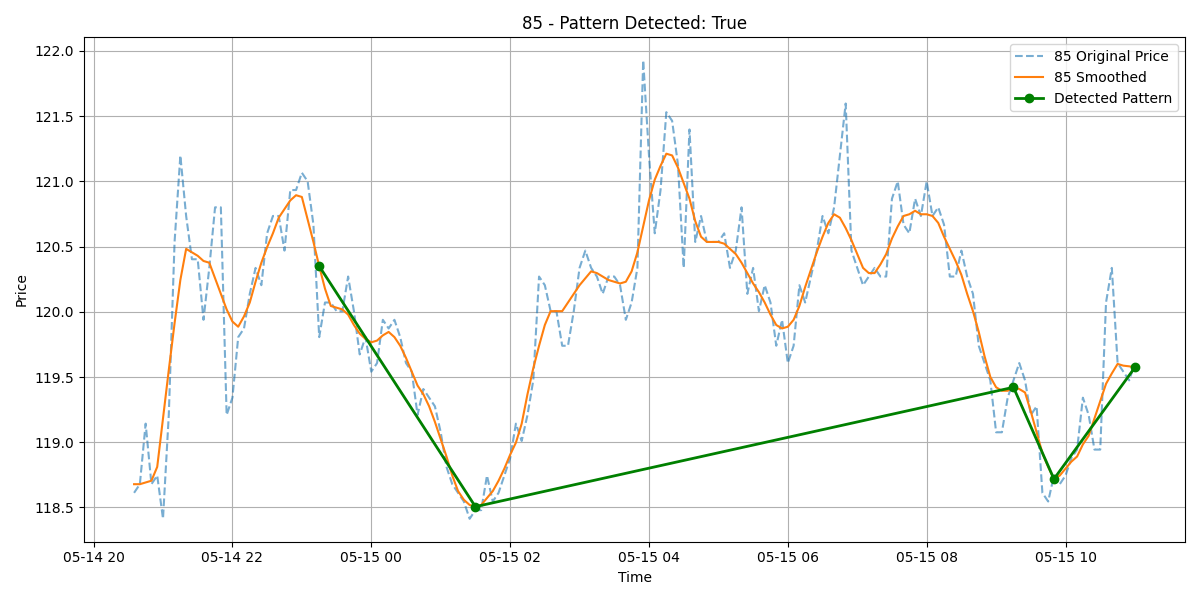 85 - Pattern Detected: True
85 Original Price
85 Smoothed
Detected Pattern
Price
122.0
121.5
121.0
120.5
120.0
119.5
119.0
118.5
05-14 20
05-14 22
05-15 00
05-15 02
05-15 04
05-15 06
05-15 08
05-15 10
Time